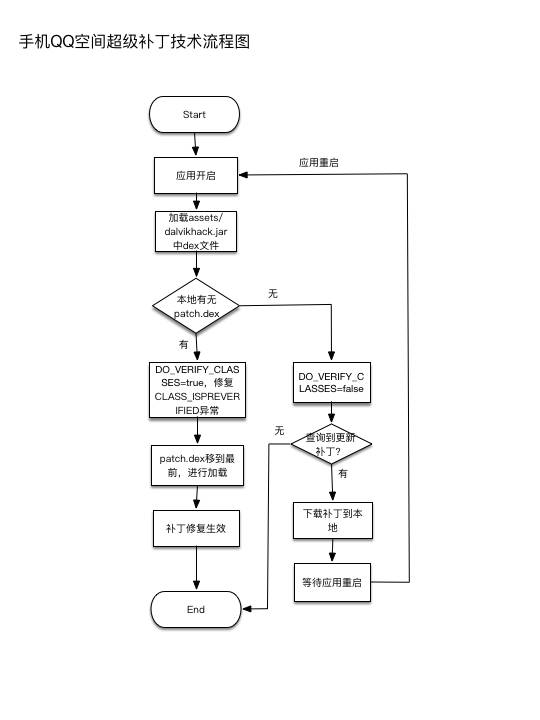 手机QQ空间超级补丁技术流程图
Start
应用重启
应用开启
加载assets/
dalvikhack.jar
中dex文件
无
本地有无
patch.dex
有
DO_VERIFY_CLAS
SES=true，修复
CLASS_ISPREVER
IFIED异常
DO_VERIFY_C
LASSES=false
无
查询到更新
补丁？
有
patch.dex移到最
前，进行加载
下载补丁到本
地
补丁修复生效
等待应用重启
End